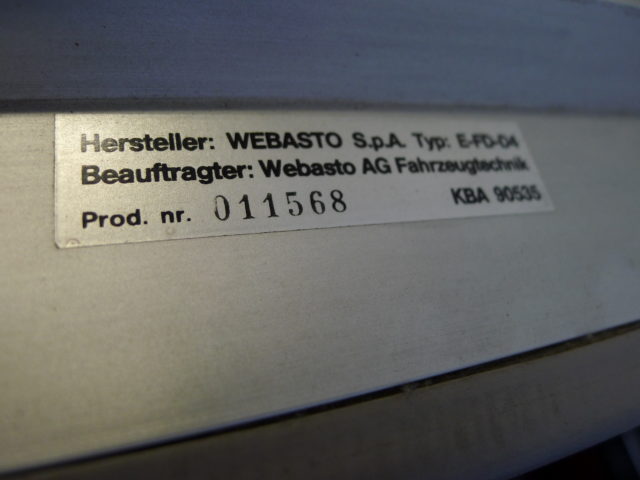 Hersteller: WEBASTO S.p.A. Typ: E-FD-04
Beauftragter: Webasto AG Fahrzeugtechnik
Prod. nr. 011568 KBA 90535